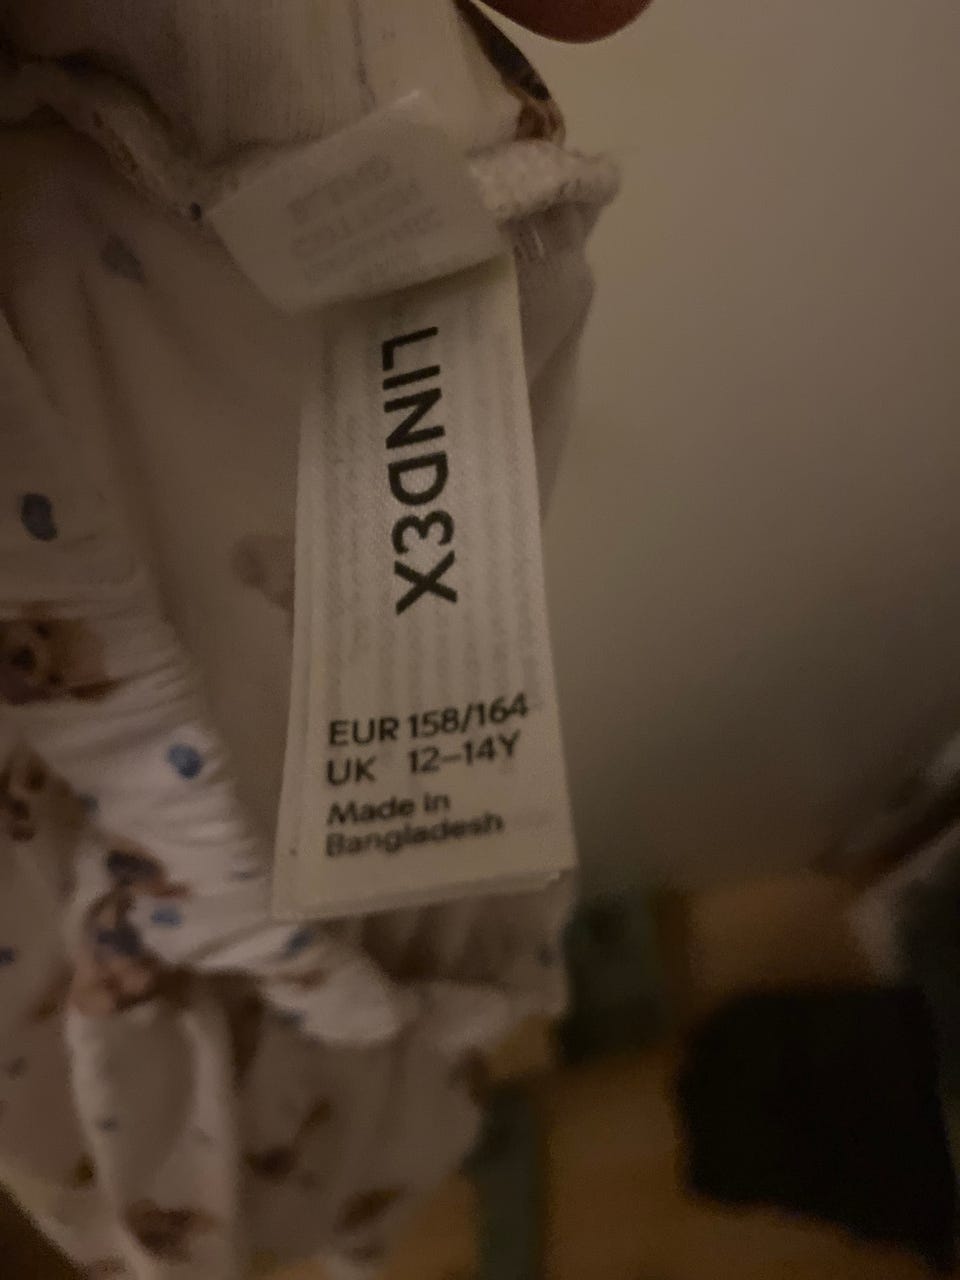 LINDEX
EUR 158/164
UK 12–14Y
Made in
Bangladesh